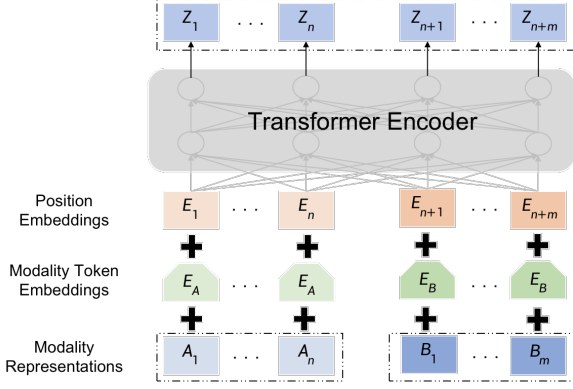 Z1 . . . Zn Zn+1 . . . Zn+m
Transformer Encoder
Position
Embeddings
E1 . . . En En+1 . . . En+m
+ + + +
Modality Token
Embeddings
EA . . . EA EB . . . EB
+ + + +
Modality
Representations
A1 . . . An B1 . . . Bm